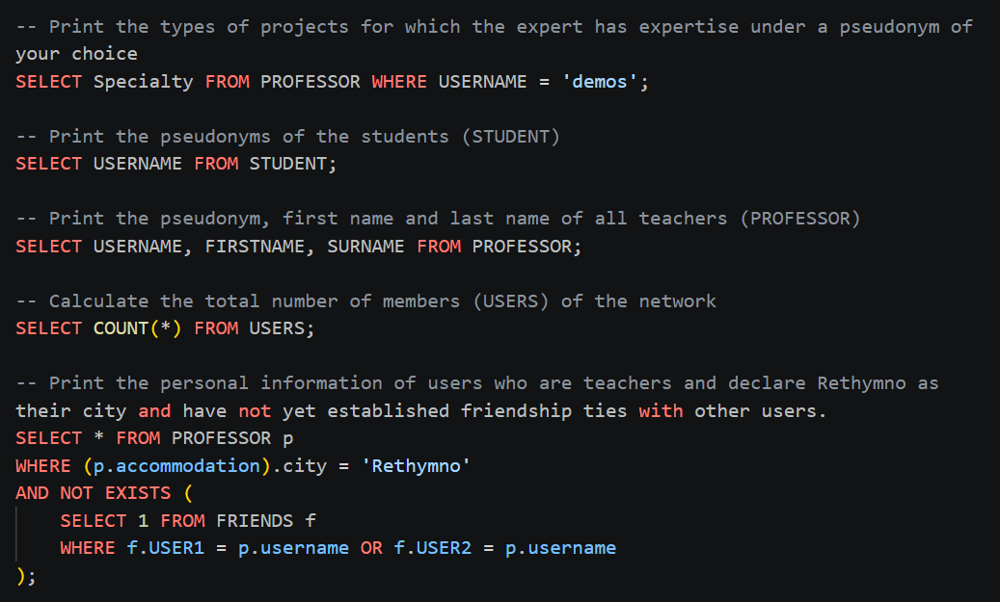 -- Print the types of projects for which the expert has expertise under a pseudonym of
your choice
SELECT Specialty FROM PROFESSOR WHERE USERNAME = 'demos';
-- Print the pseudonyms of the students (STUDENT)
SELECT USERNAME FROM STUDENT;
-- Print the pseudonym, first name and last name of all teachers (PROFESSOR)
SELECT USERNAME, FIRSTNAME, SURNAME FROM PROFESSOR;
-- Calculate the total number of members (USERS) of the network
SELECT COUNT(*) FROM USERS;
-- Print the personal information of users who are teachers and declare Rethymno as
their city and have not yet established friendship ties with other users.
SELECT * FROM PROFESSOR p
WHERE (p.accommodation).city = 'Rethymno'
AND NOT EXISTS (
    SELECT 1 FROM FRIENDS f
    WHERE f.USER1 = p.username OR f.USER2 = p.username
);